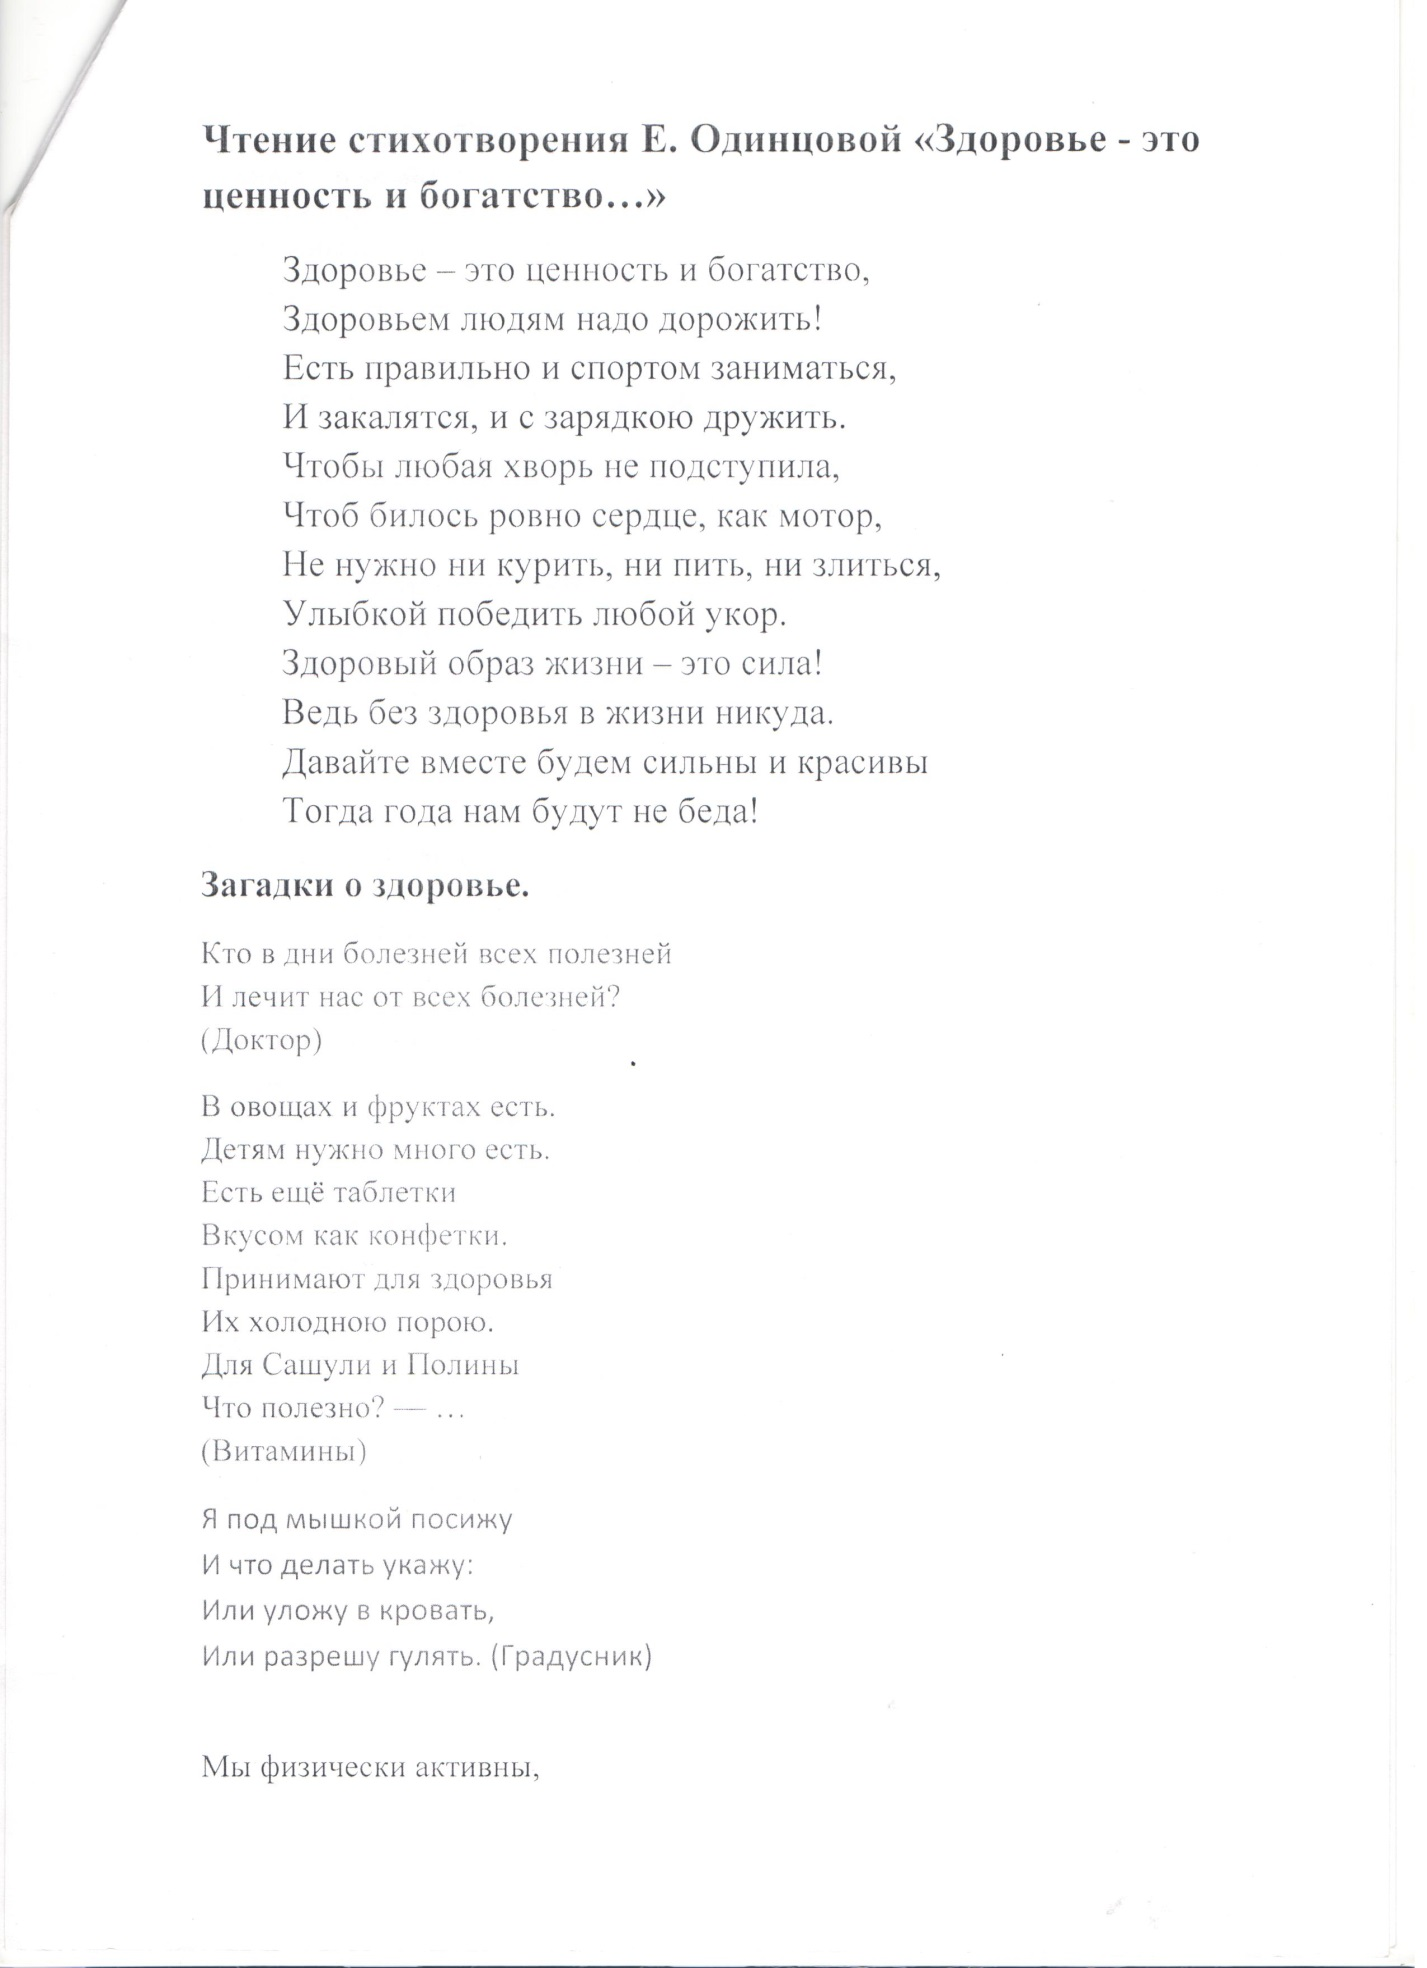 Чтение стихотворения Е. Одинцовой «Здоровье - это
ценность и богатство…»
Здоровье – это ценность и богатство,
Здоровьем людям надо дорожить!
Есть правильно и спортом заниматься,
И закалятся, и с зарядкою дружить.
Чтобы любая хворь не подступила,
Чтоб билось ровно сердце, как мотор,
Не нужно ни курить, ни пить, ни злиться,
Улыбкой победить любой укор.
Здоровый образ жизни – это сила!
Ведь без здоровья в жизни никуда.
Давайте вместе будем сильны и красивы
Тогда года нам будут не беда!
Загадки о здоровье.
Кто в дни болезней всех полезней
И лечит нас от всех болезней?
(Доктор)
В овощах и фруктах есть.
Детям нужно много есть.
Есть ещё таблетки
Вкусом как конфетки.
Принимают для здоровья
Их холодною порою.
Для Сашули и Полины
Что полезно? — …
(Витамины)
Я под мышкой посижу
И что делать укажу:
Или уложу в кровать,
Или разрешу гулять. (Градусник)
Мы физически активны,